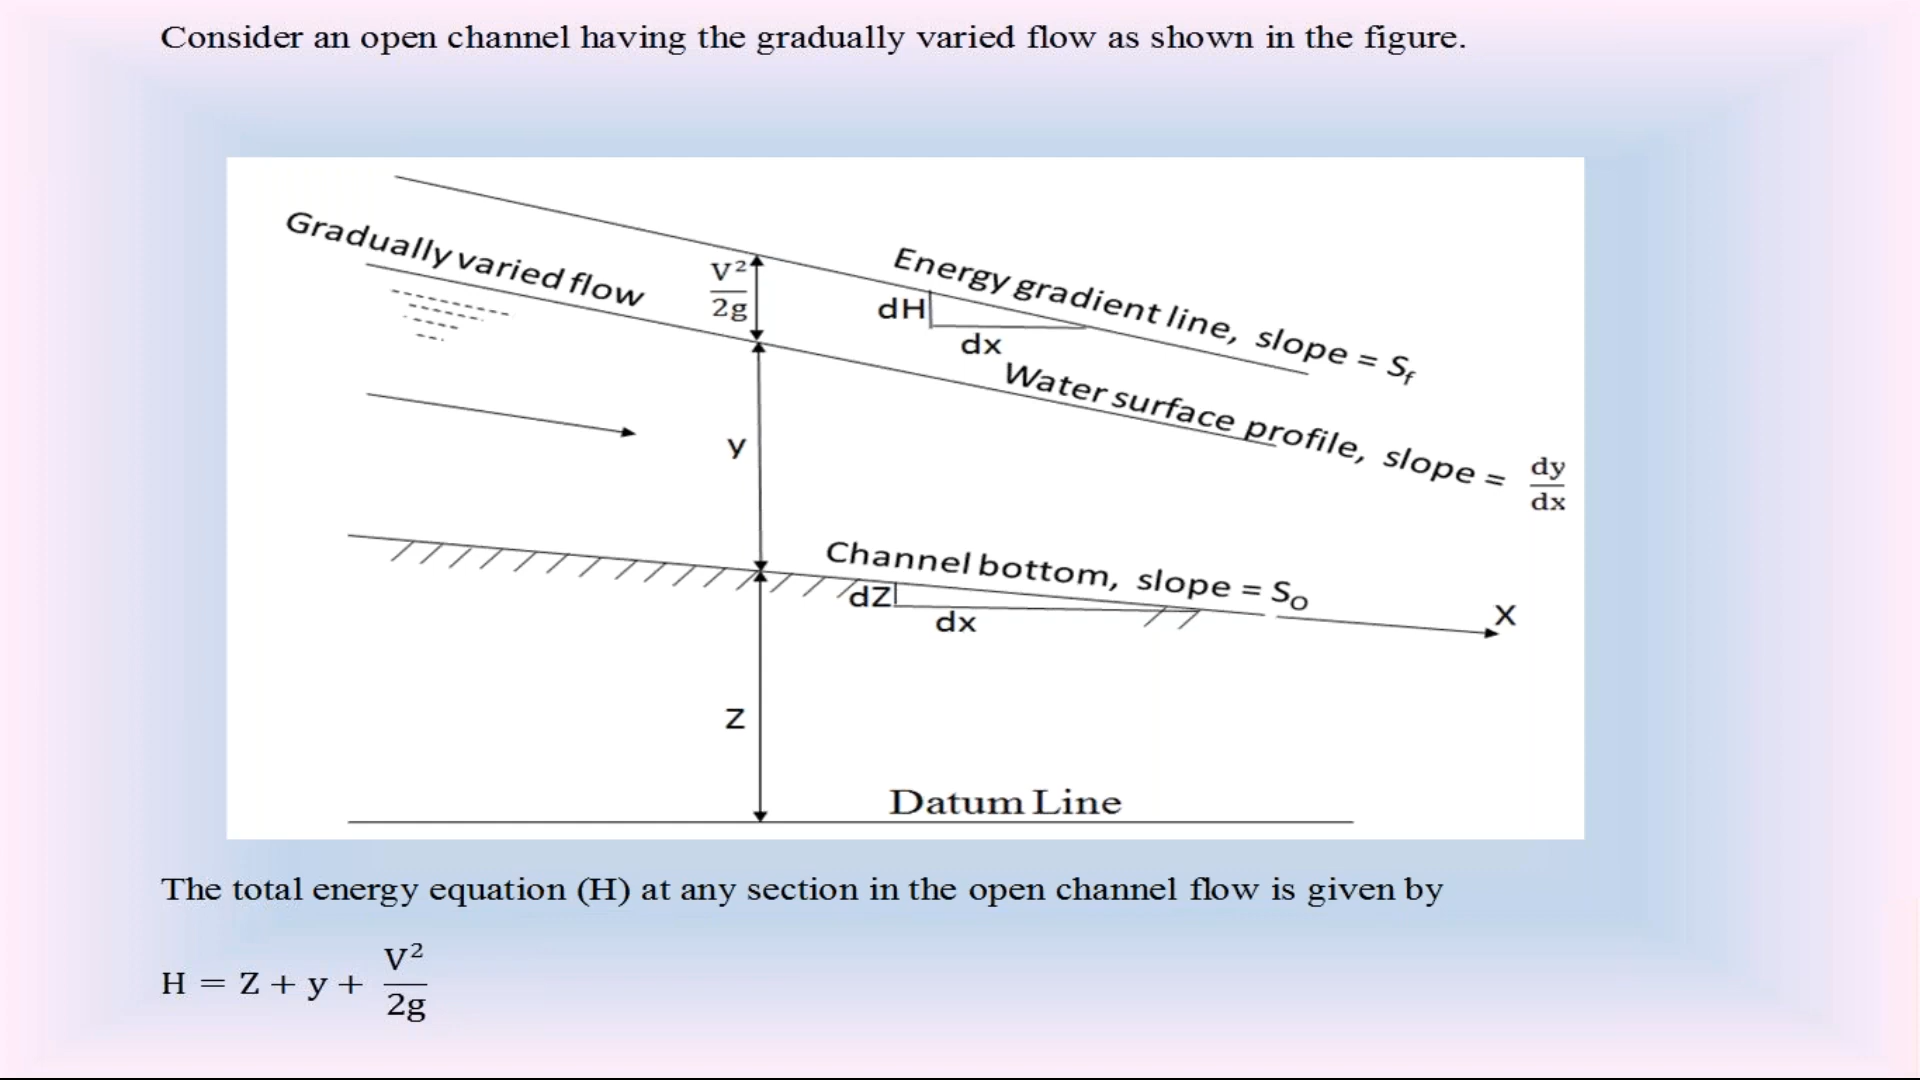 Consider an open channel having the gradually varied flow as shown in the figure.
Gradually varied flow
V²
2g
Energy gradient line, slope = Sf
dH
dx
Water surface profile, slope = dy/dx
y
Channel bottom, slope = SO
dZ
dx
X
Z
Datum Line
The total energy equation (H) at any section in the open channel flow is given by
H = Z + y + V²/2g